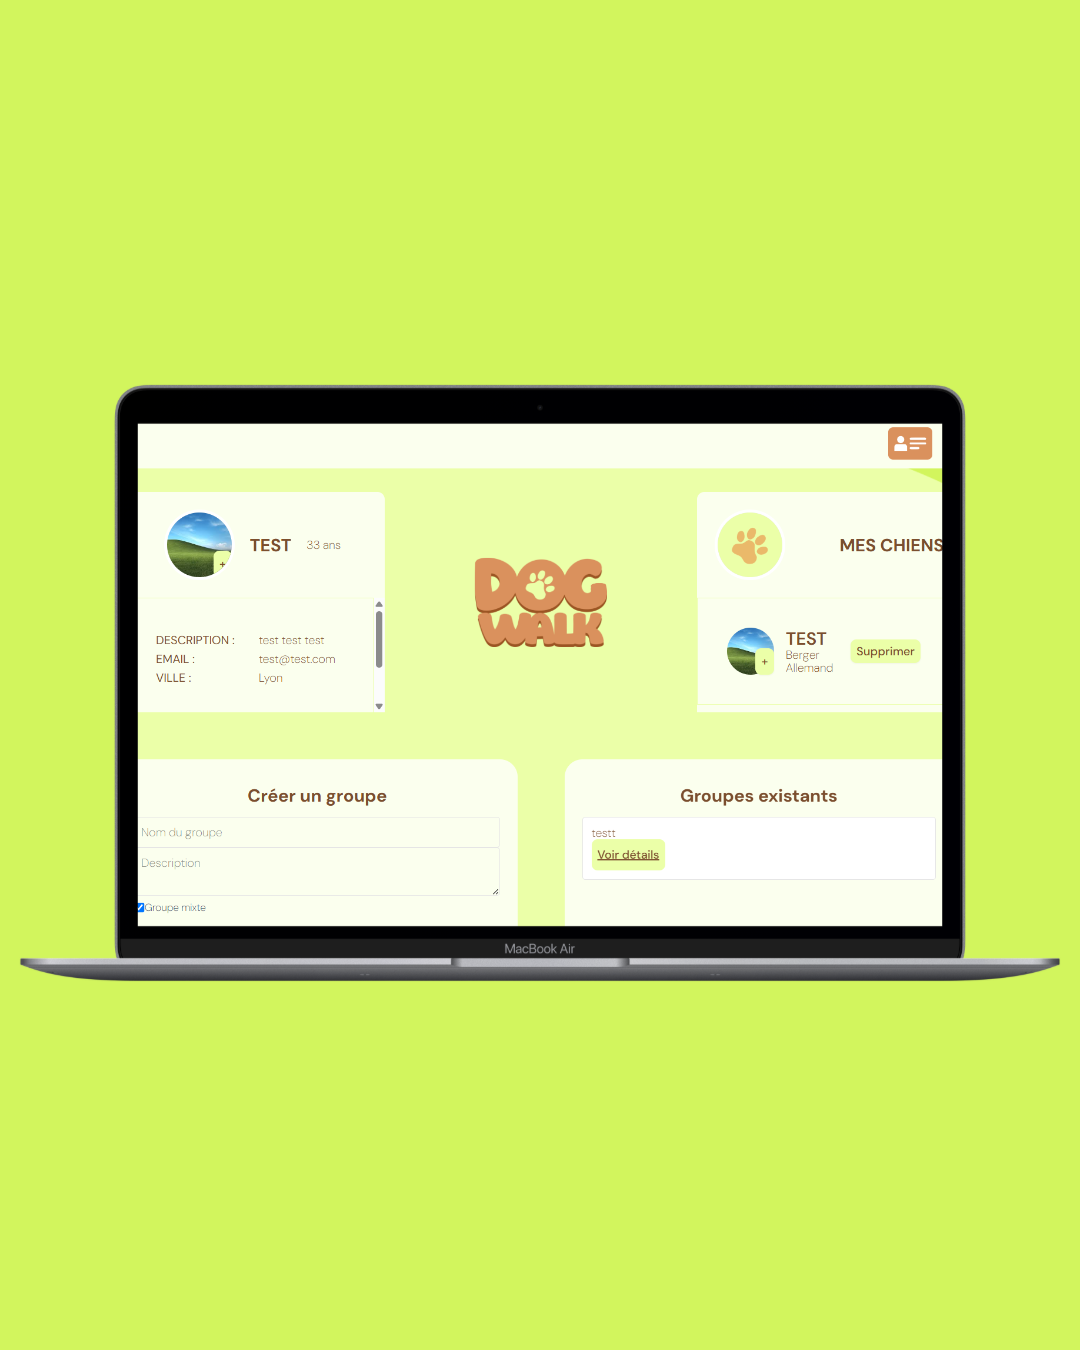 TEST 33 ans
+
DESCRIPTION : test test test
EMAIL : test@test.com
VILLE : Lyon
DOG
WALK
MES CHIENS
TEST
Berger
Allemand
+
Supprimer
Créer un groupe
Nom du groupe
Description
Groupe mixte
Groupes existants
testt
Voir détails
MacBook Air